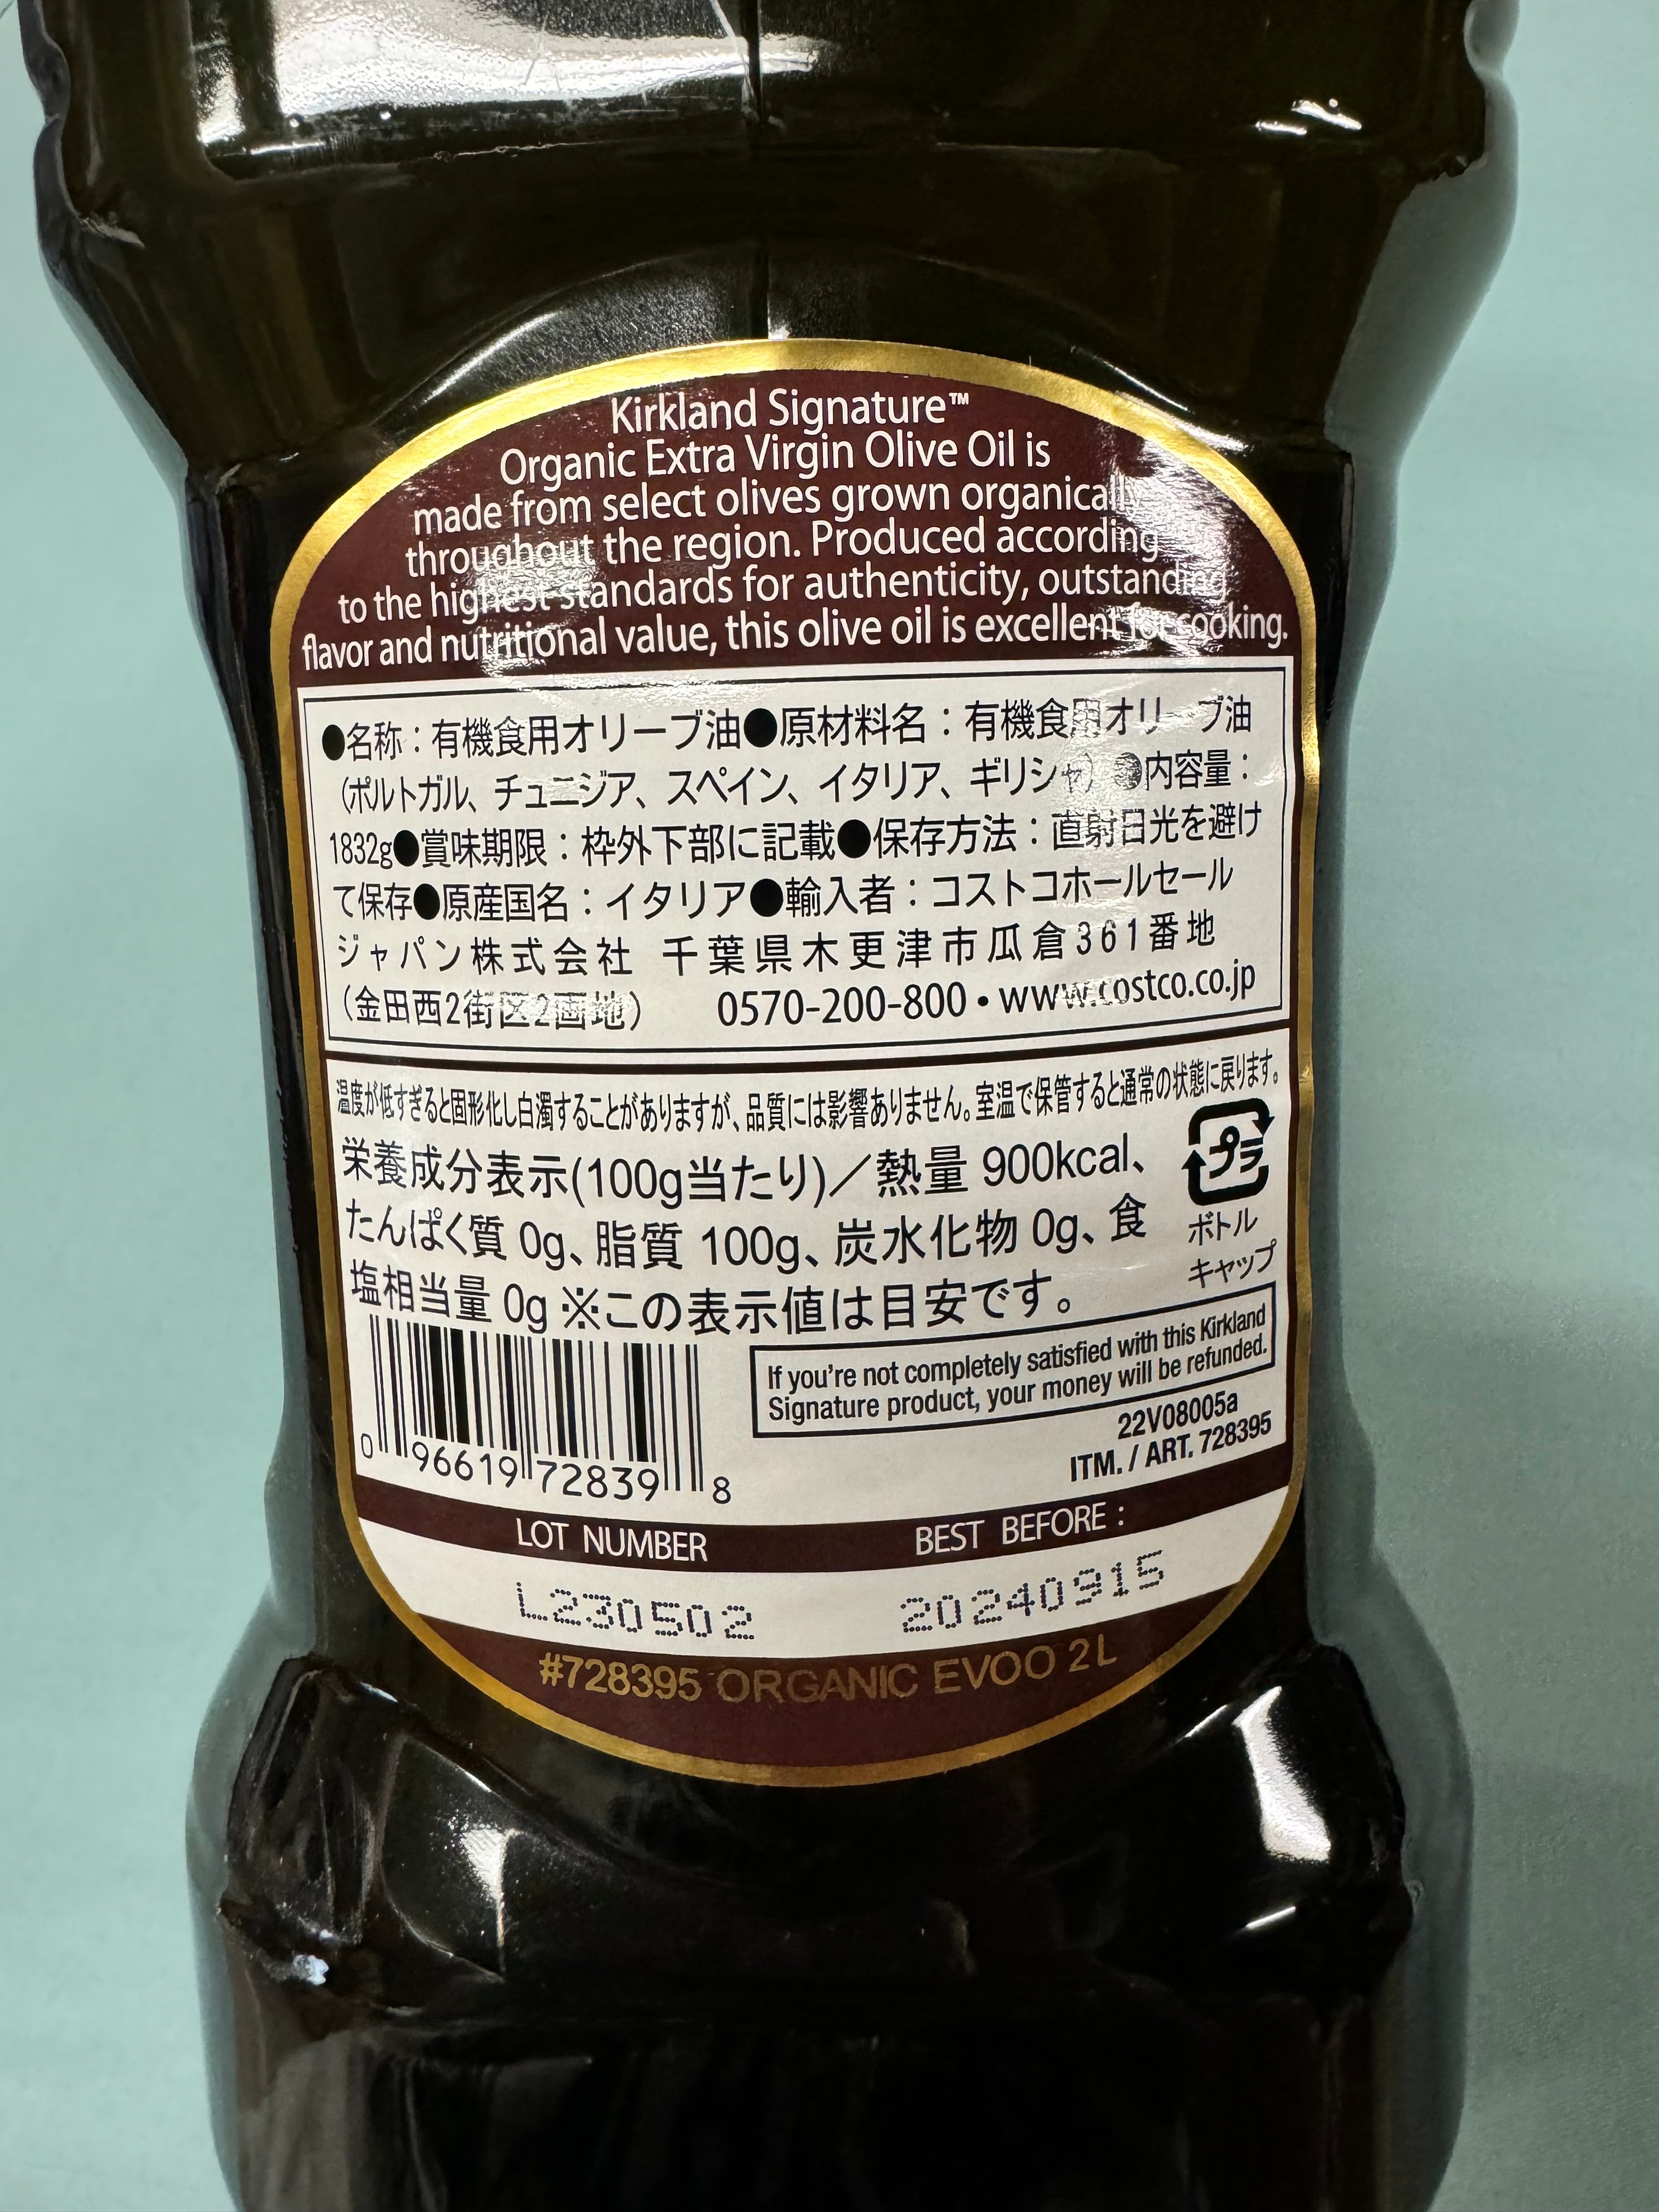 Kirkland Signature™
Organic Extra Virgin Olive Oil is
made from select olives grown organically
throughout the region. Produced according
to the highest standards for authenticity, outstanding
flavor and nutritional value, this olive oil is excellent for cooking.
●名称：有機食用オリーブ油●原材料名：有機食用オリーブ油
（ポルトガル、チュニジア、スペイン、イタリア、ギリシャ）●内容量：
1832g●賞味期限：枠外下部に記載●保存方法：直射日光を避け
て保存●原産国名：イタリア●輸入者：コストコホールセール
ジャパン株式会社 千葉県木更津市瓜倉361番地
（金田西2街区2画地） 0570-200-800・www.costco.co.jp
温度が低すぎると固形化し白濁することがありますが、品質には影響ありません。室温で保管すると通常の状態に戻ります。
栄養成分表示(100g当たり)／熱量 900kcal、
たんぱく質 0g、脂質 100g、炭水化物 0g、食
塩相当量 0g ※この表示値は目安です。
プラ
ボトル
キャップ
If you're not completely satisfied with this Kirkland
Signature product, your money will be refunded.
22V08005a
ITM. / ART. 728395
0 96619 72839 8
LOT NUMBER BEST BEFORE :
L230502 20240915
#728395 ORGANIC EVOO 2L